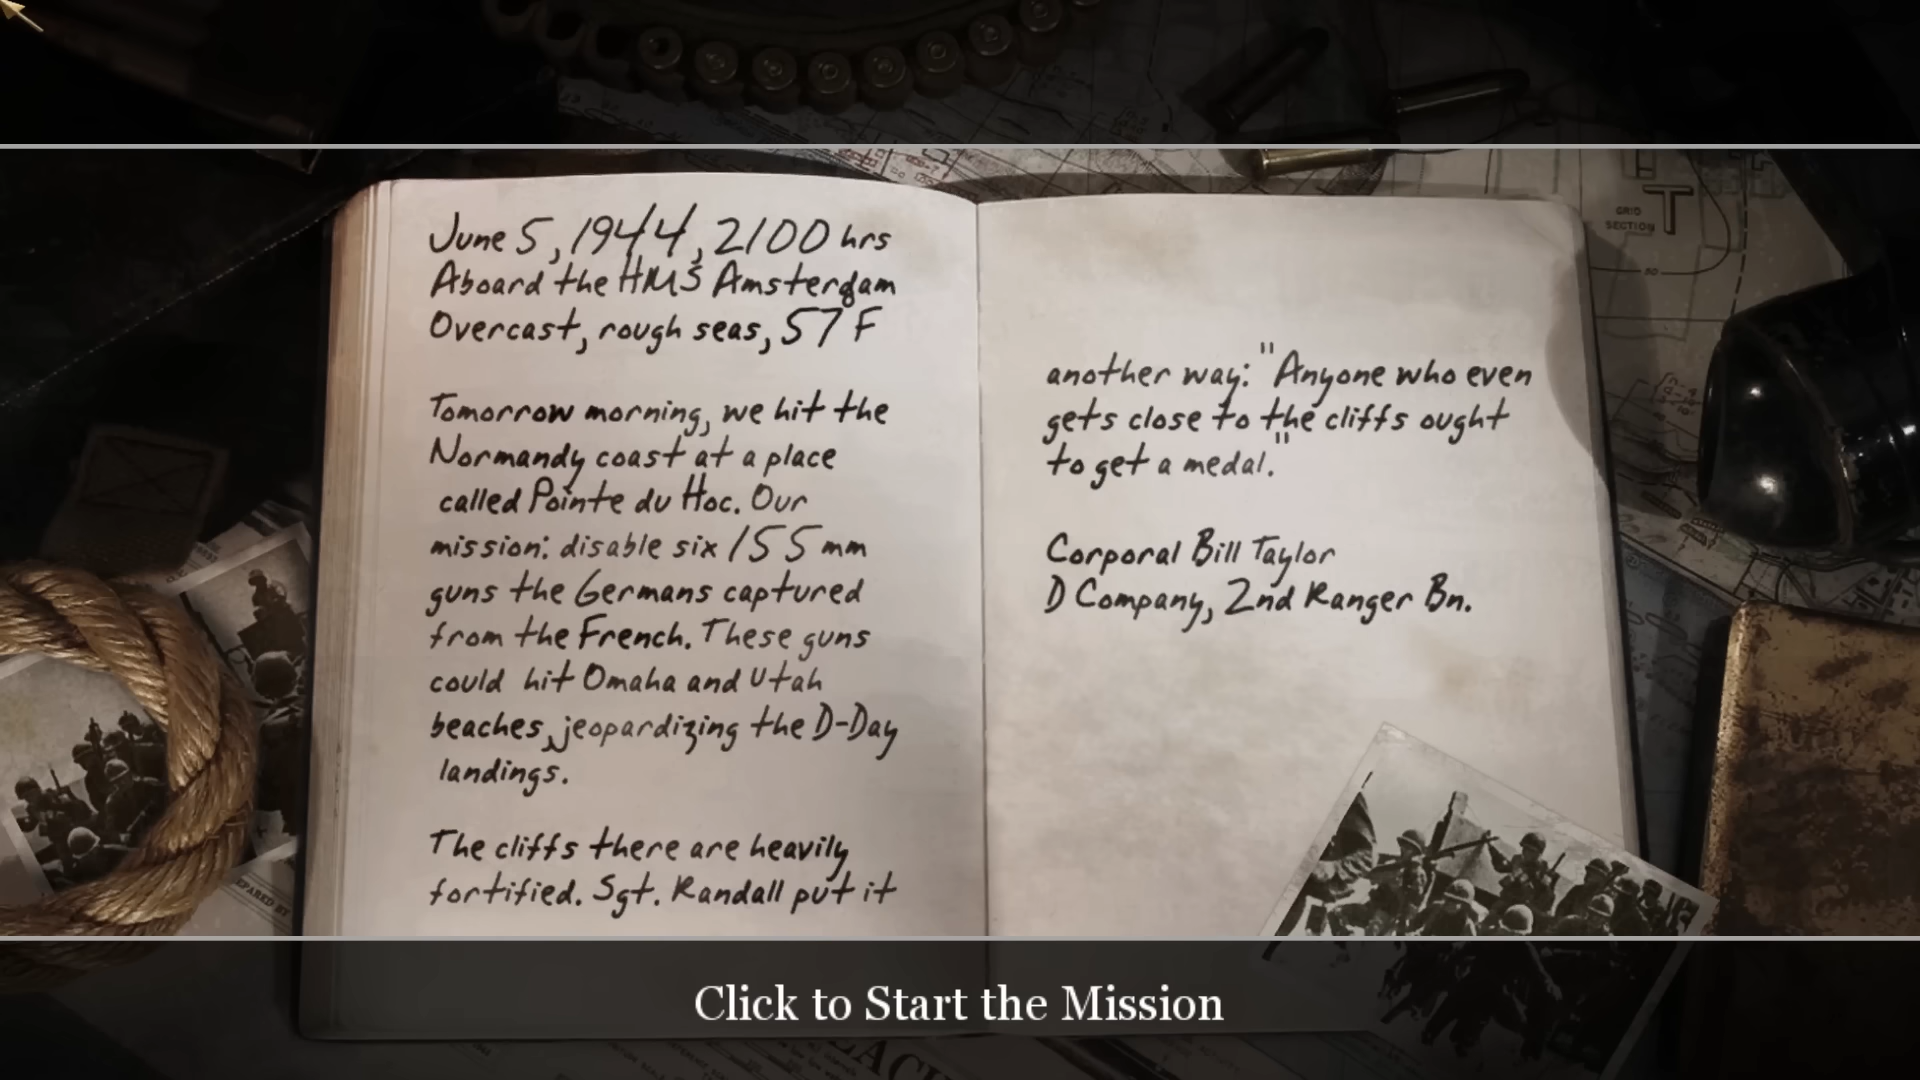 GRID
SECTION
T
50
June 5, 1944, 2100 hrs
Aboard the HMS Amsterdam
Overcast, rough seas, 57 F
Tomorrow morning, we hit the
Normandy coast at a place
called Pointe du Hoc. Our
mission: disable six 155 mm
guns the Germans captured
from the French. These guns
could hit Omaha and Utah
beaches, jeopardizing the D-Day
landings.
The cliffs there are heavily
fortified. Sgt. Randall put it
another way: "Anyone who even
gets close to the cliffs ought
to get a medal."
Corporal Bill Taylor
D Company, 2nd Ranger Bn.
Click to Start the Mission